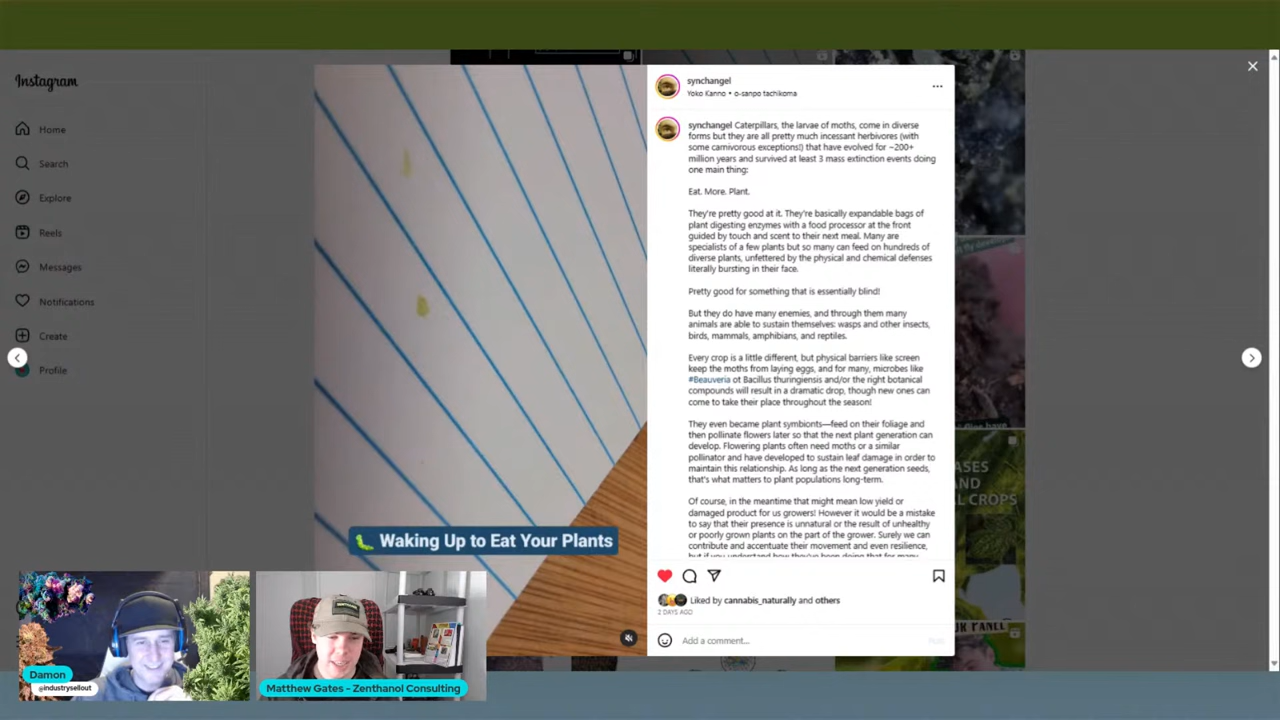 Instagram
Home
Search
Explore
Reels
Messages
Notifications
Create
Profile
Waking Up to Eat Your Plants
synchangel
Yoko Kanno • o-sanpo tachikoma
synchangel Caterpillars, the larvae of moths, come in diverse
forms but they are all pretty much incessant herbivores (with
some carnivorous exceptions!) that have evolved for ~200+
million years and survived at least 3 mass extinction events doing
one main thing:
Eat. More. Plant.
They're pretty good at it. They're basically expandable bags of
plant digesting enzymes with a food processor at the front
guided by touch and scent to their next meal. Many are
specialists of a few plants but so many can feed on hundreds of
diverse plants, unfettered by the physical and chemical defenses
literally bursting in their face.
Pretty good for something that is essentially blind!
But they do have many enemies, and through them many
animals are able to sustain themselves: wasps and other insects,
birds, mammals, amphibians, and reptiles.
Every crop is a little different, but physical barriers like screen
keep the moths from laying eggs, and for many, microbes like
#Beauveria ot Bacillus thuringiensis and/or the right botanical
compounds will result in a dramatic drop, though new ones can
come to take their place throughout the season!
They even became plant symbionts—feed on their foliage and
then pollinate flowers later so that the next plant generation can
develop. Flowering plants often need moths or a similar
pollinator and have developed to sustain leaf damage in order to
maintain this relationship. As long as the next generation seeds,
that's what matters to plant populations long-term.
Of course, in the meantime that might mean low yield or
damaged product for us growers! However it would be a mistake
to say that their presence is unnatural or the result of unhealthy
or poorly grown plants on the part of the grower. Surely we can
contribute and accentuate their movement and even resilience,
but if you understand how they've been doing that for many
Liked by cannabis_naturally and others
2 DAYS AGO
Add a comment...
Damon
@industrysellout
Matthew Gates - Zenthanol Consulting